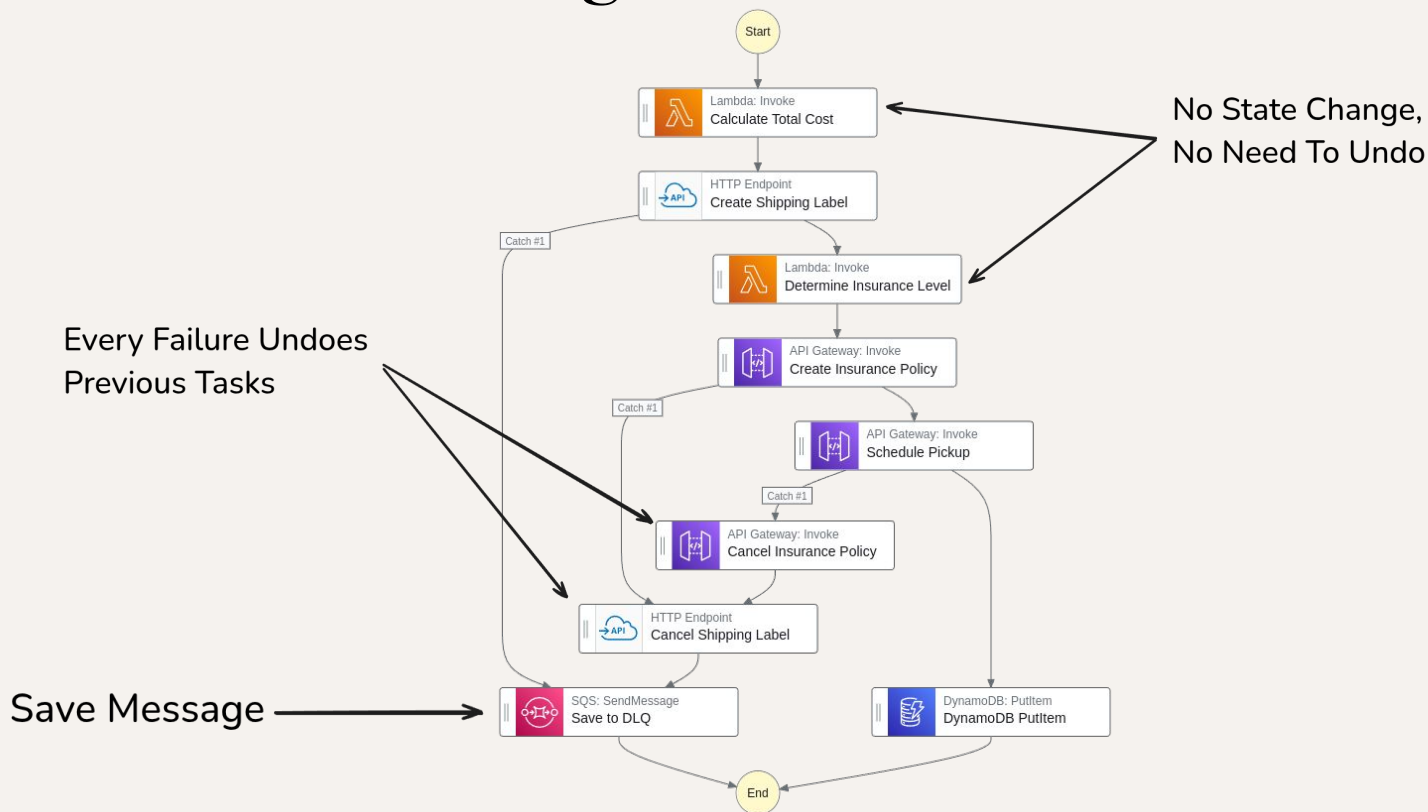 Start
Lambda: Invoke
Calculate Total Cost
No State Change,
No Need To Undo
HTTP Endpoint
Create Shipping Label
Catch #1
Lambda: Invoke
Determine Insurance Level
Every Failure Undoes
Previous Tasks
API Gateway: Invoke
Create Insurance Policy
Catch #1
API Gateway: Invoke
Schedule Pickup
Catch #1
API Gateway: Invoke
Cancel Insurance Policy
HTTP Endpoint
Cancel Shipping Label
Save Message
SQS: SendMessage
Save to DLQ
DynamoDB: PutItem
DynamoDB PutItem
End
API
API